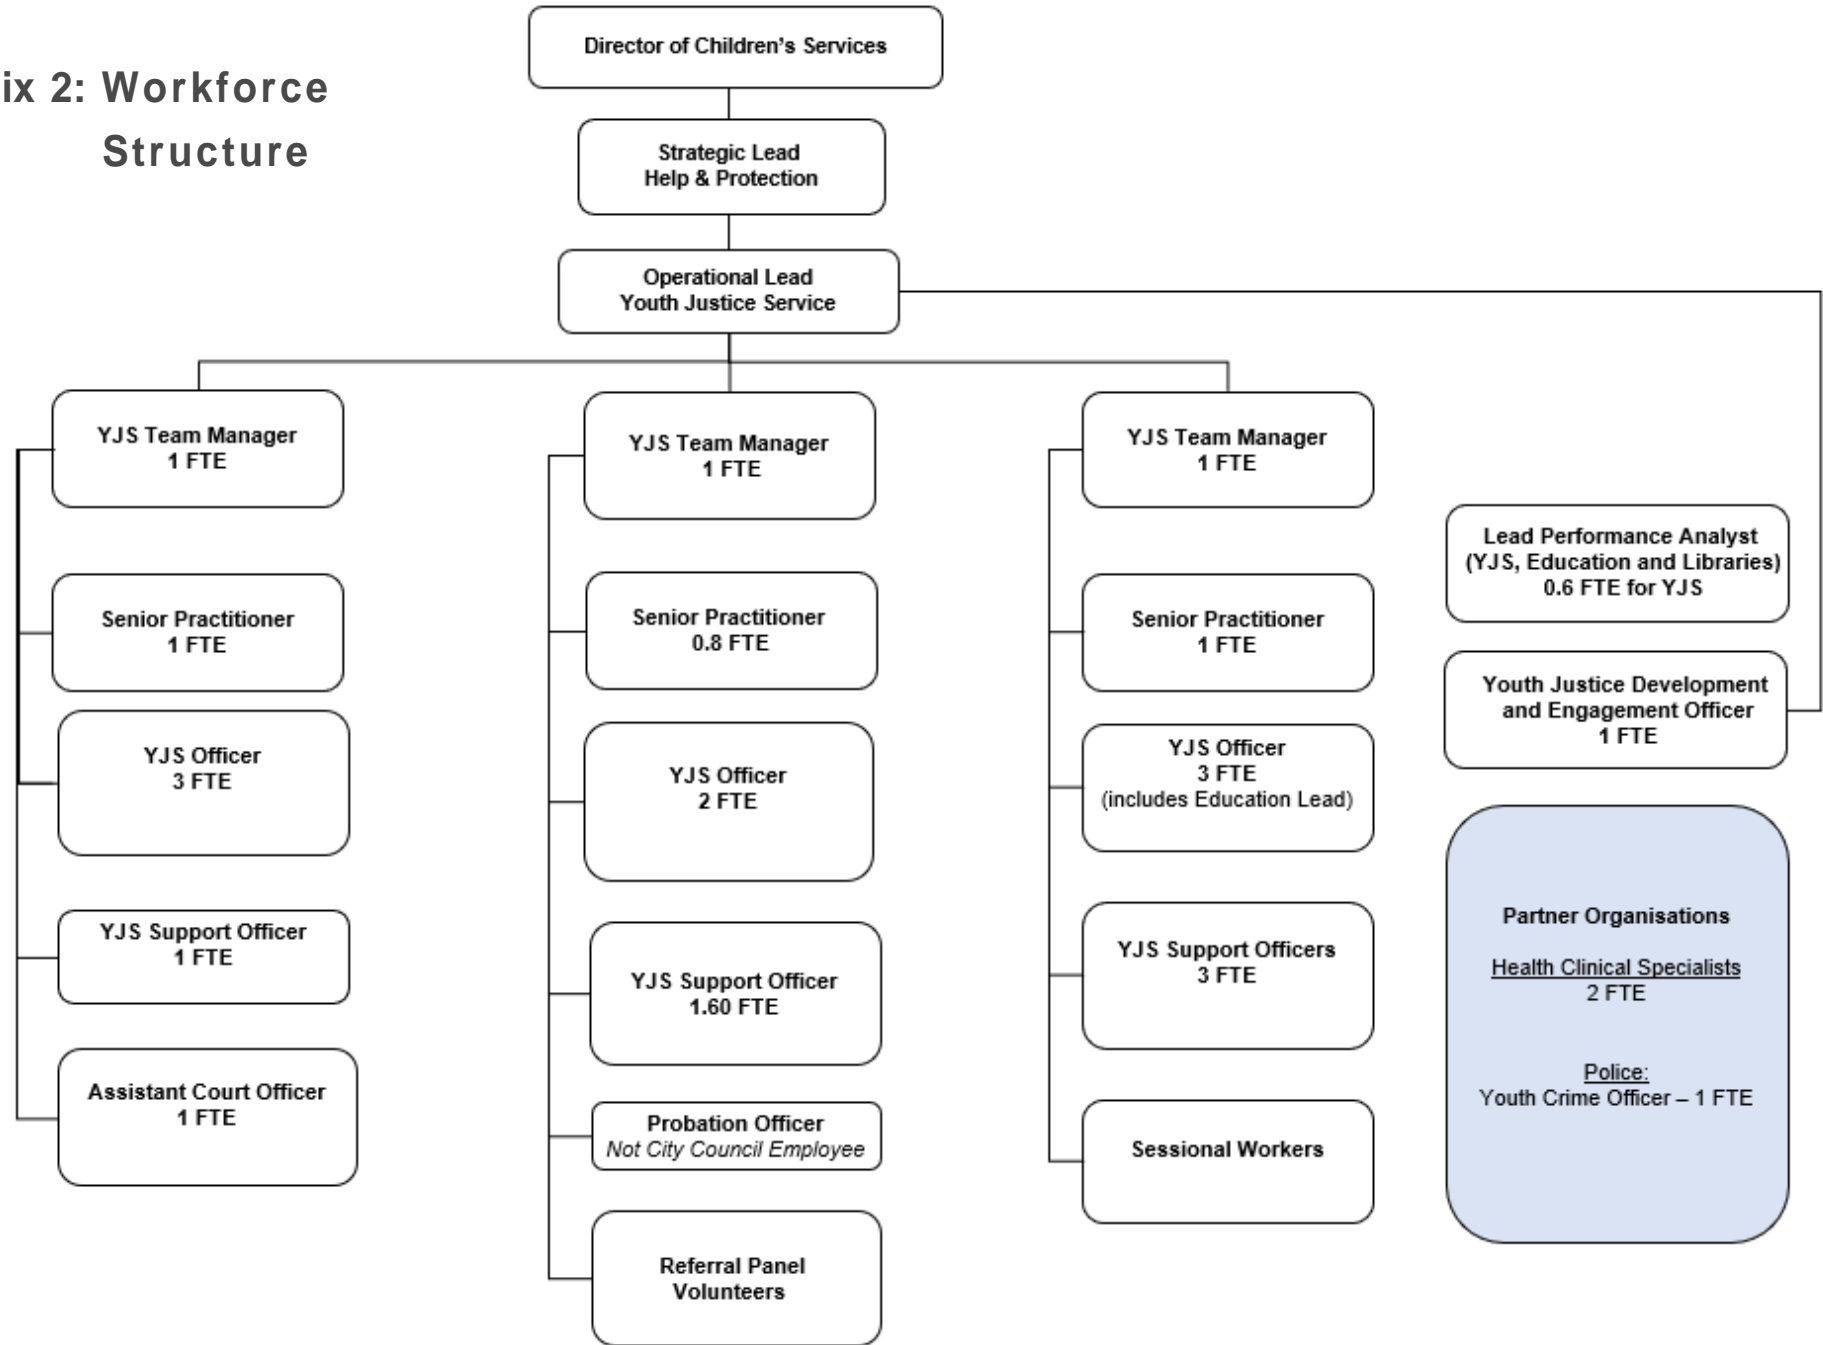 ix 2: Workforce
Structure
Director of Children's Services
Strategic Lead
Help & Protection
Operational Lead
Youth Justice Service
YJS Team Manager
1 FTE
Senior Practitioner
1 FTE
YJS Officer
3 FTE
YJS Support Officer
1 FTE
Assistant Court Officer
1 FTE
YJS Team Manager
1 FTE
Senior Practitioner
0.8 FTE
YJS Officer
2 FTE
YJS Support Officer
1.60 FTE
Probation Officer
Not City Council Employee
Referral Panel
Volunteers
YJS Team Manager
1 FTE
Senior Practitioner
1 FTE
YJS Officer
3 FTE
(includes Education Lead)
YJS Support Officers
3 FTE
Sessional Workers
Lead Performance Analyst
(YJS, Education and Libraries)
0.6 FTE for YJS
Youth Justice Development
and Engagement Officer
1 FTE
Partner Organisations
Health Clinical Specialists
2 FTE
Police:
Youth Crime Officer – 1 FTE